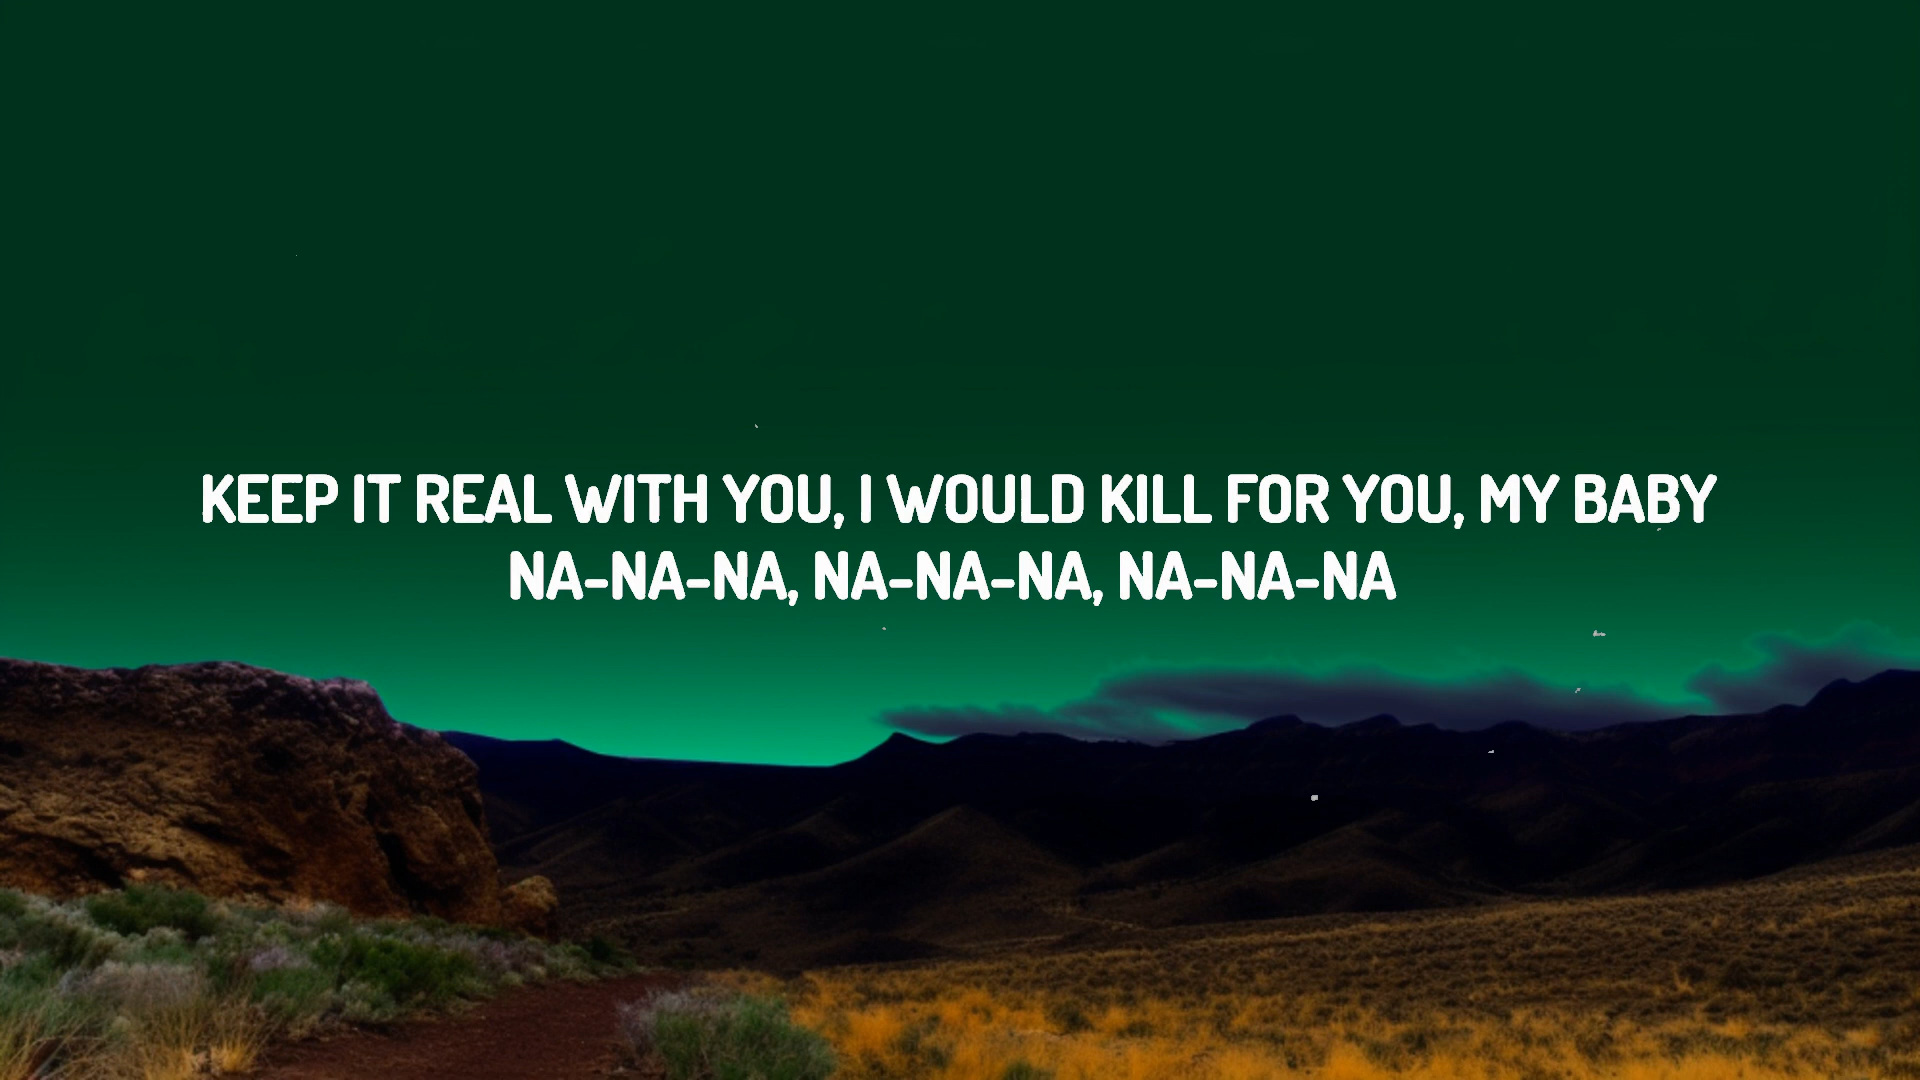 KEEP IT REAL WITH YOU, I WOULD KILL FOR YOU, MY BABY
NA-NA-NA, NA-NA-NA, NA-NA-NA